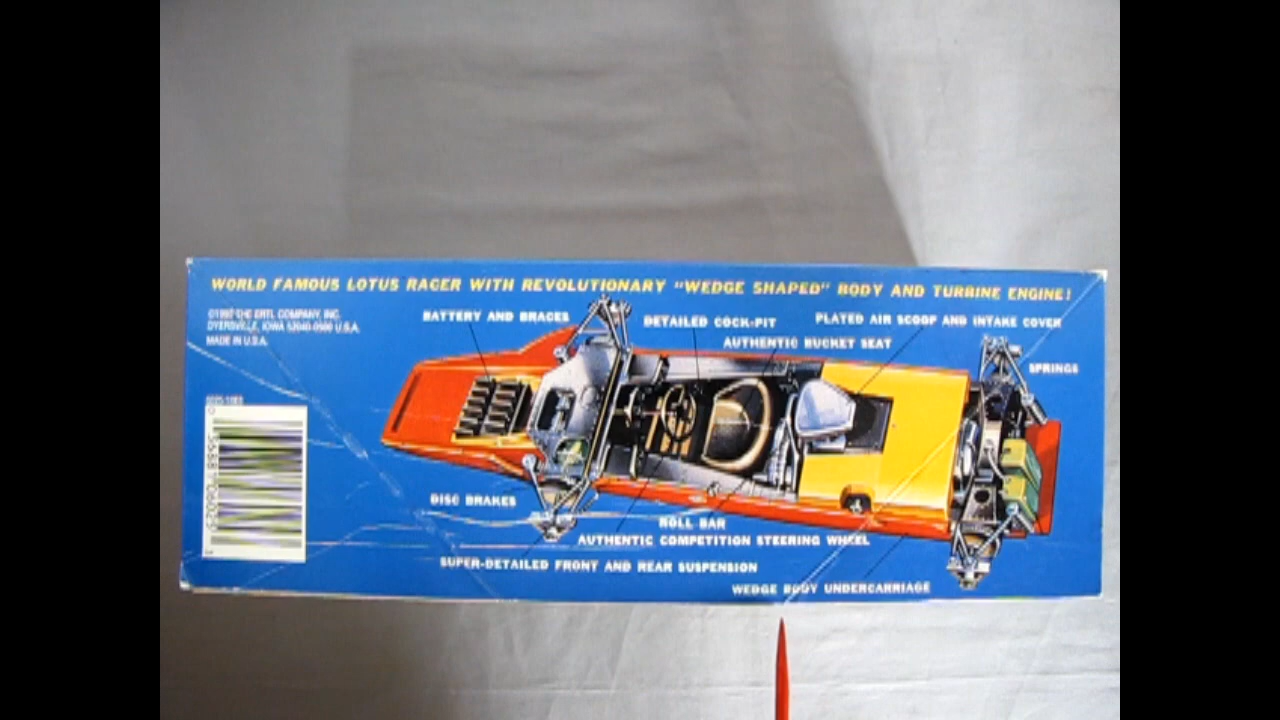 WORLD FAMOUS LOTUS RACER WITH REVOLUTIONARY "WEDGE SHAPED" BODY AND TURBINE ENGINE!
THE ERTL COMPANY, INC.
DYERSVILLE, IOWA 52040-0500 U.S.A.
MADE IN U.S.A.
BATTERY AND BRACES
DETAILED COCK-PIT
PLATED AIR SCOOP AND INTAKE COVER
AUTHENTIC BUCKET SEAT
SPRINGS
DISC BRAKES
ROLL BAR
AUTHENTIC COMPETITION STEERING WHEEL
SUPER-DETAILED FRONT AND REAR SUSPENSION
WEDGE BODY UNDERCARRIAGE